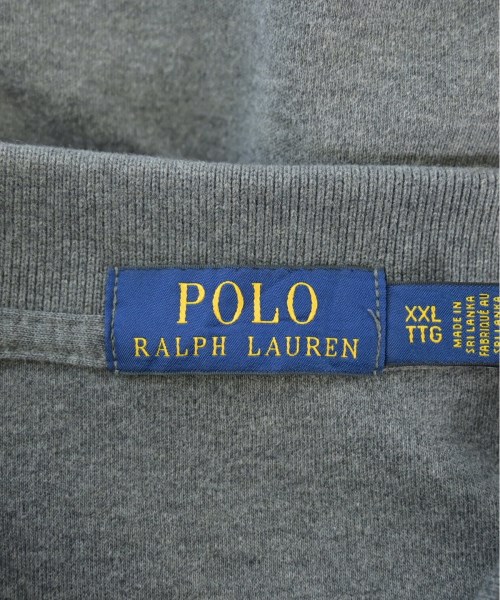 POLO
RALPH LAUREN
XXL
TTG
MADE IN
SRI LANKA
FABRIQUÉ AU
SRI LANKA